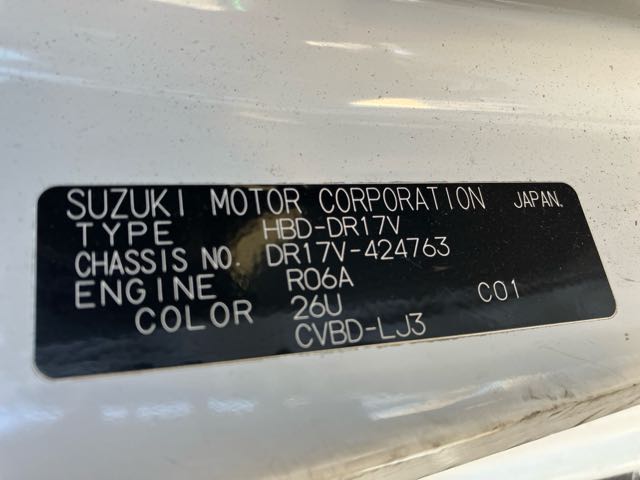 SUZUKI MOTOR CORPORATION JAPAN.
TYPE HBD-DR17V
CHASSIS NO. DR17V-424763
ENGINE R06A
COLOR 26U C01
CVBD-LJ3